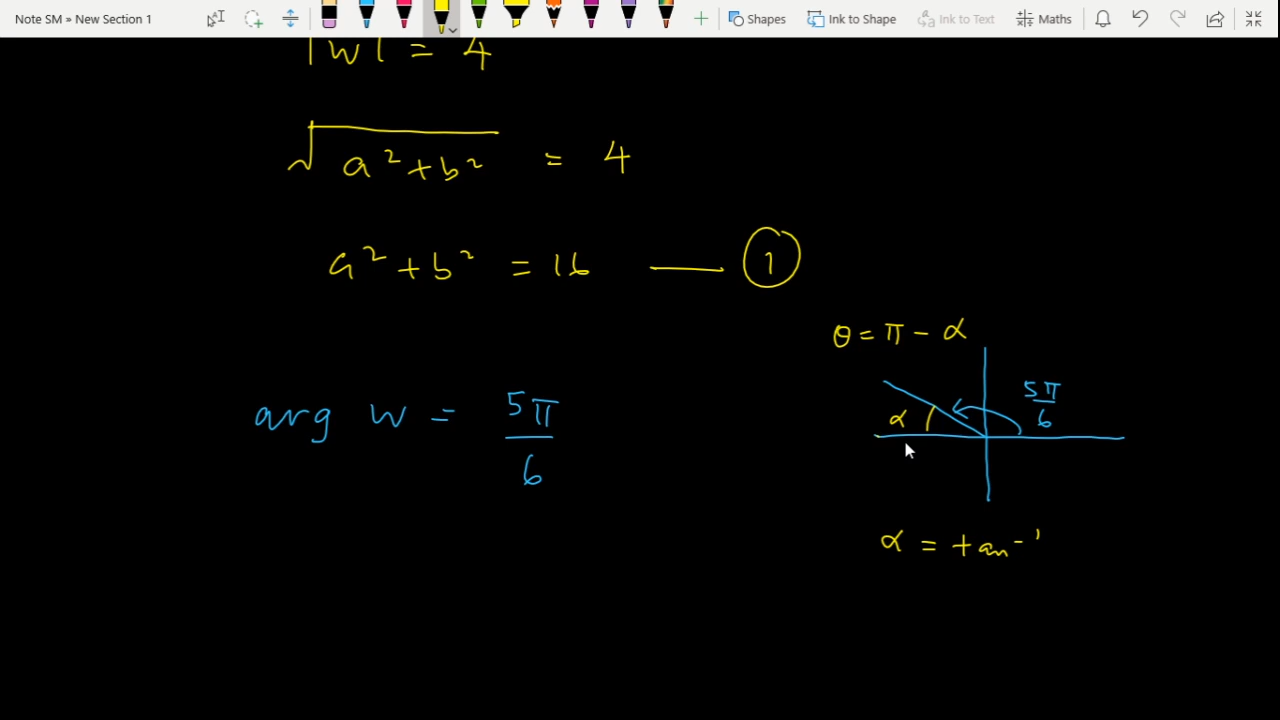 Note SM » New Section 1
Shapes
Ink to Shape
Ink to Text
Maths
|w| = 4
√(a² + b²) = 4
a² + b² = 16 —— ①
θ = π - α
arg w = 5π/6
α
5π/6
α = tan⁻¹